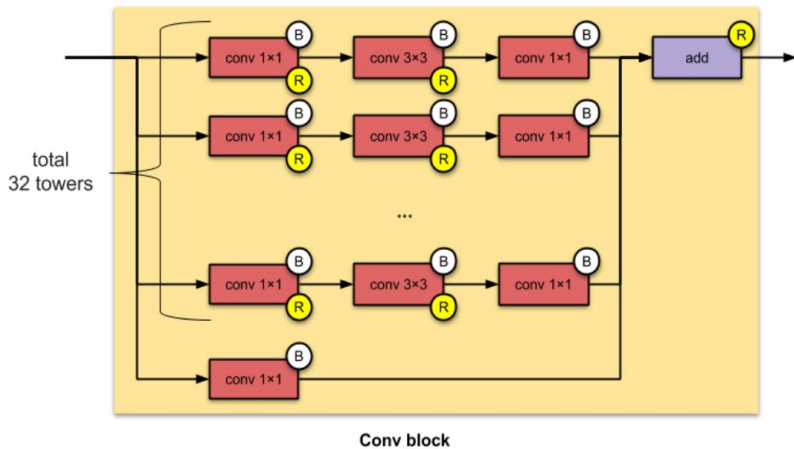 B B B R
conv 1×1 conv 3×3 conv 1×1 add
R R
B B B
conv 1×1 conv 3×3 conv 1×1
R R
total
32 towers
...
B B B
conv 1×1 conv 3×3 conv 1×1
R R
B
conv 1×1
Conv block